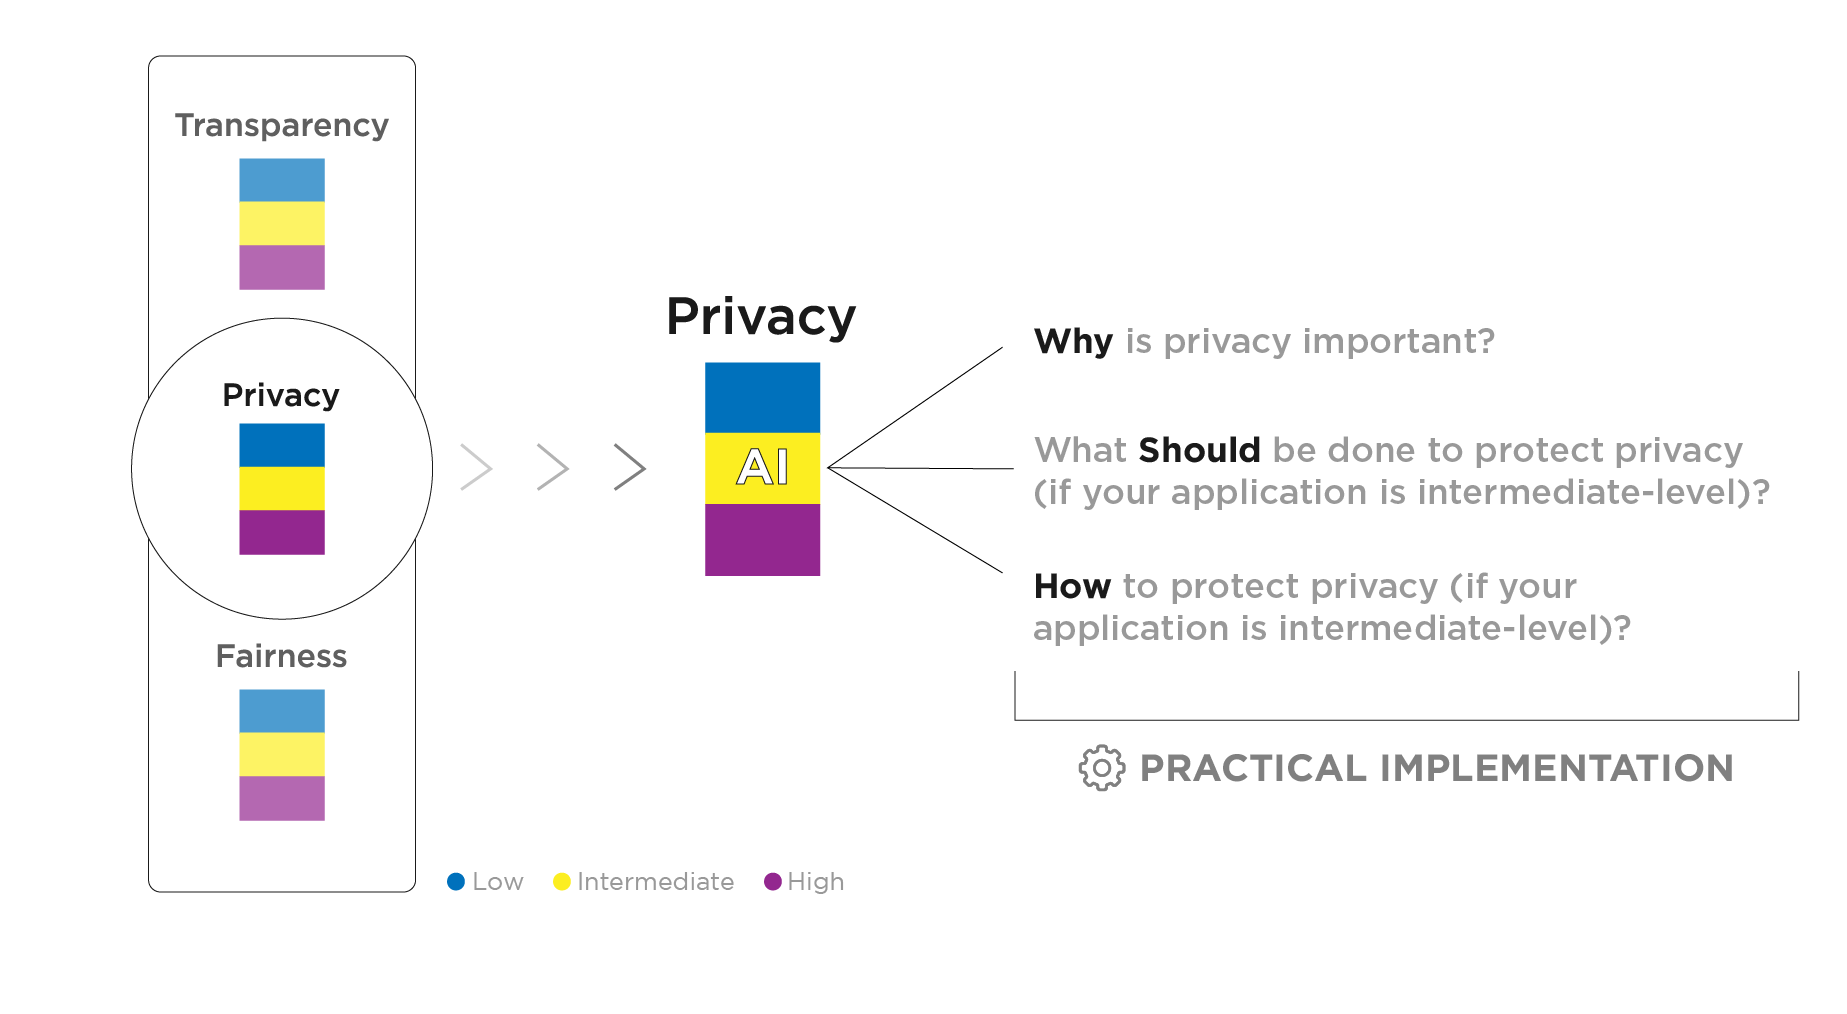 Transparency
Privacy
Fairness
Privacy
AI
Why is privacy important?
What Should be done to protect privacy
(if your application is intermediate-level)?
How to protect privacy (if your
application is intermediate-level)?
PRACTICAL IMPLEMENTATION
Low
Intermediate
High